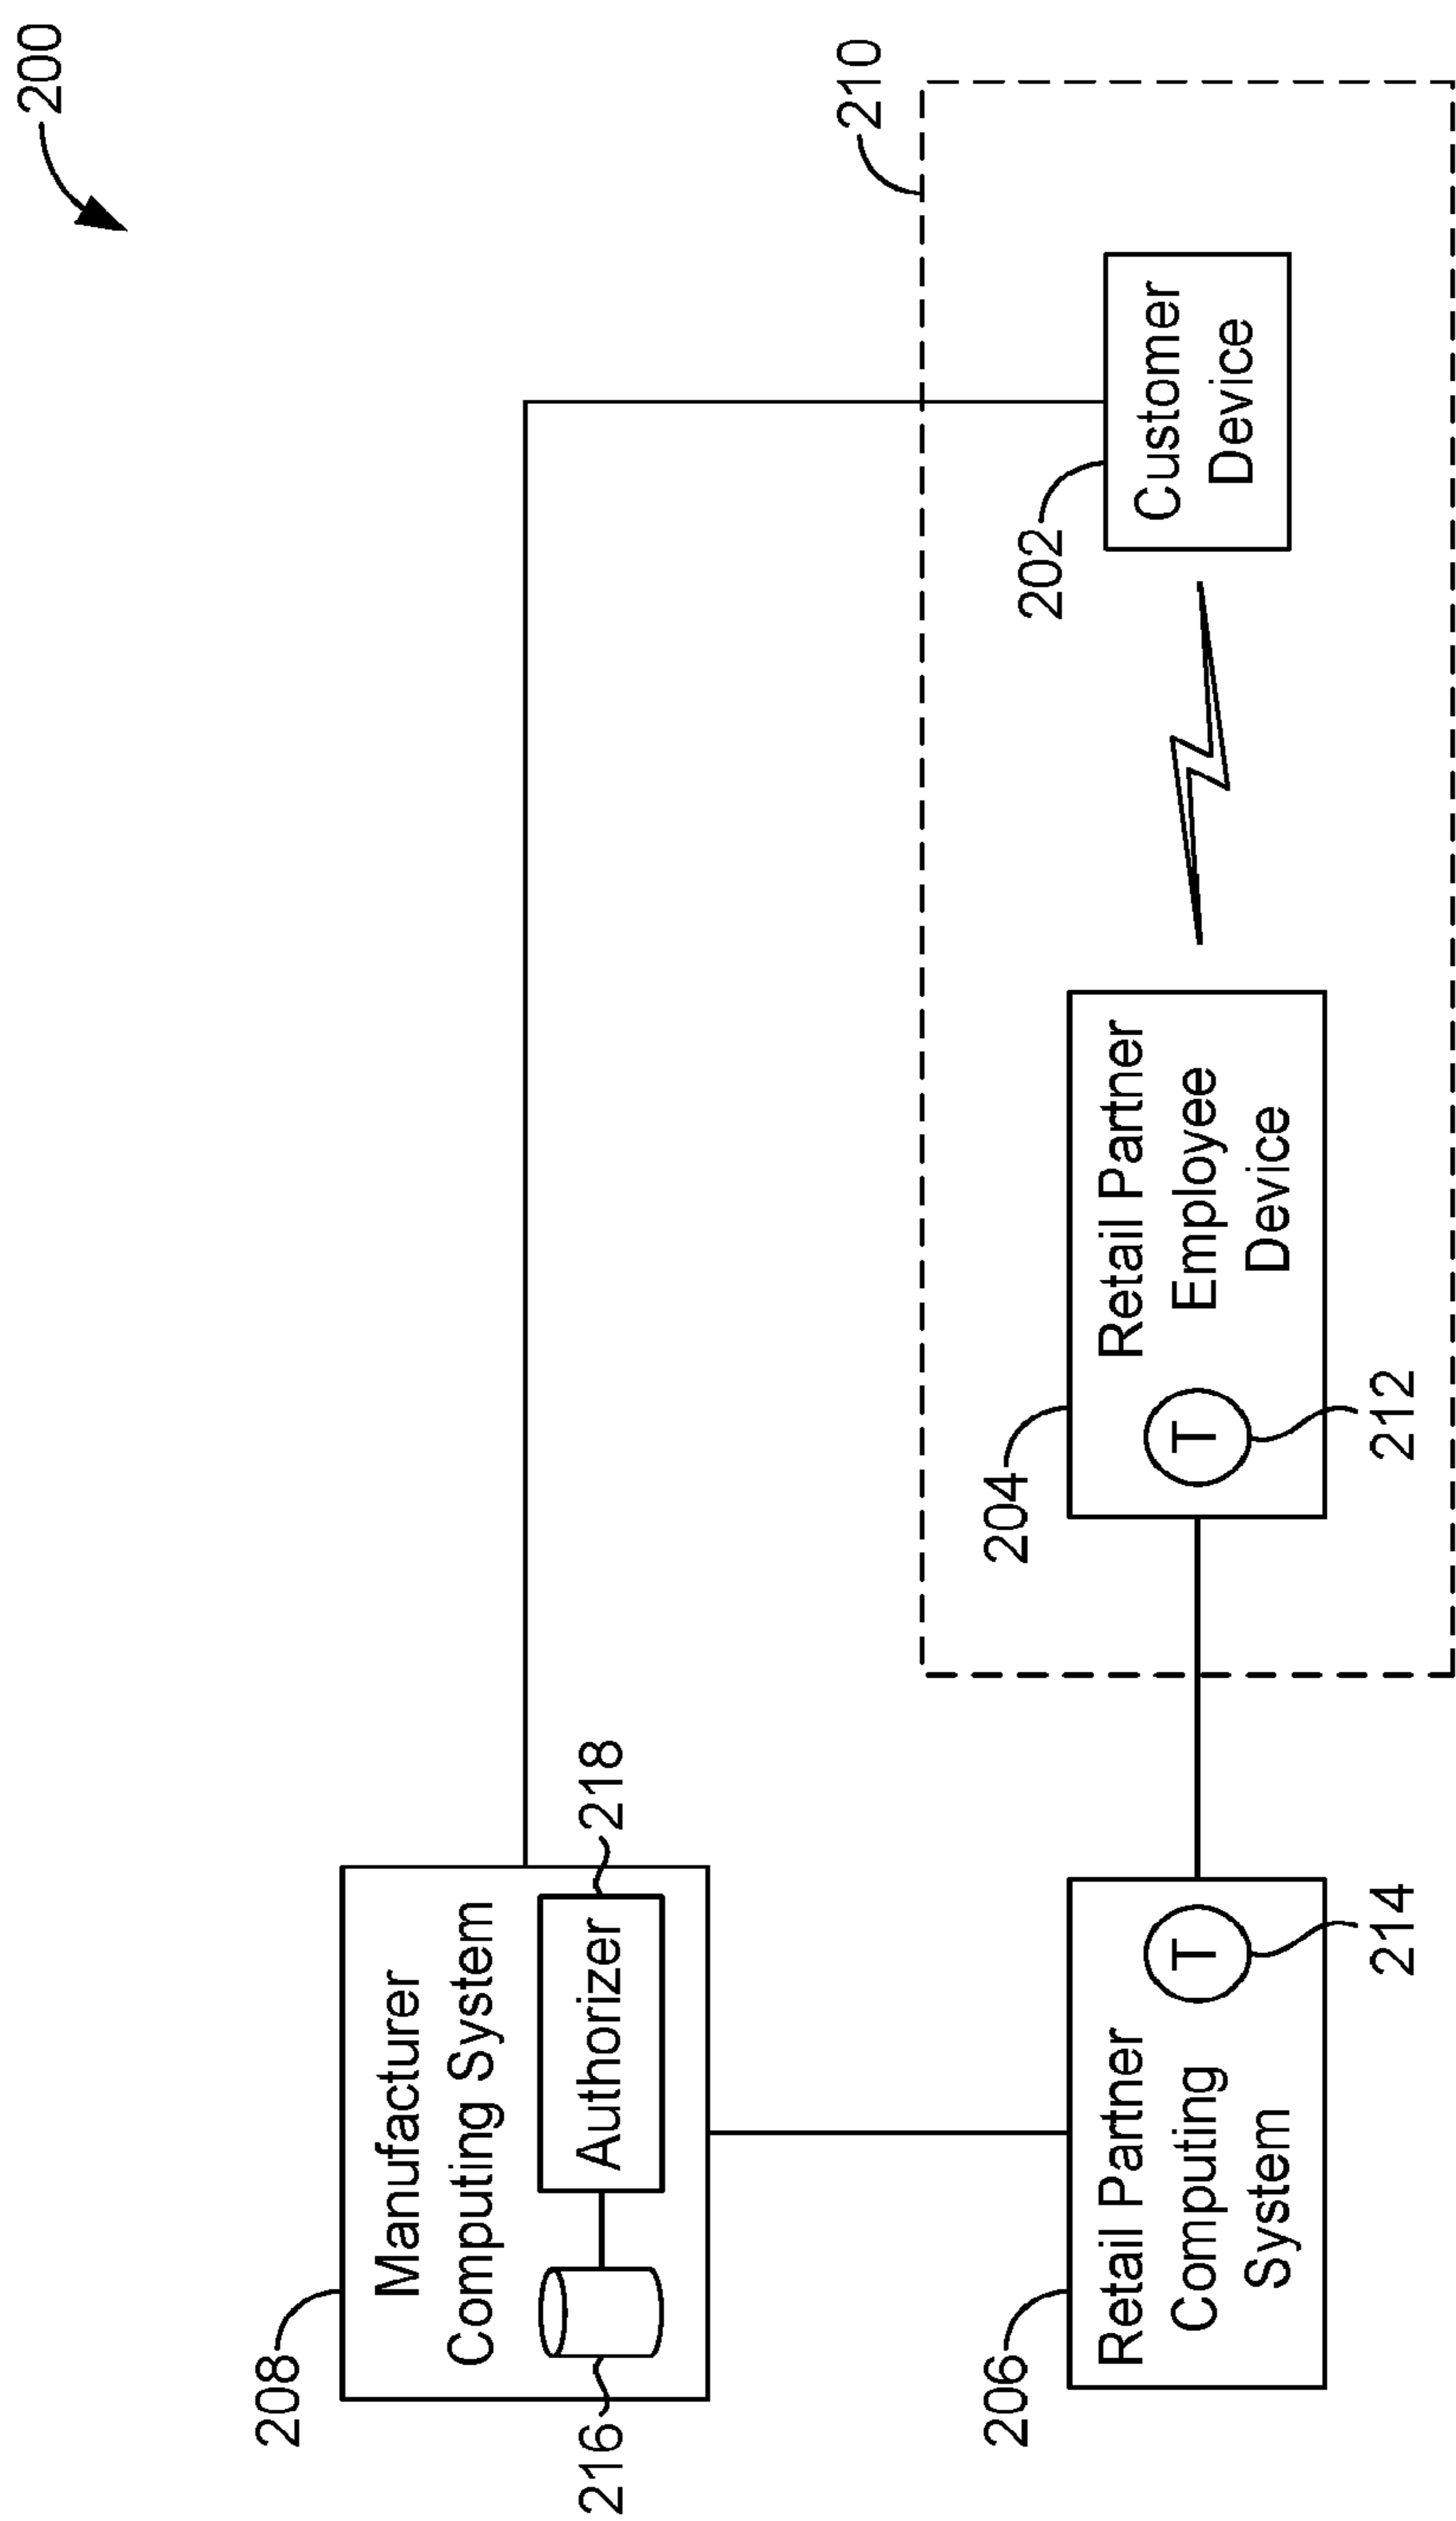 200
208
Manufacturer
Computing System
216
Authorizer
218
210
206
Retail Partner
Computing
System
T
214
204
T
212
Retail Partner
Employee
Device
202
Customer
Device